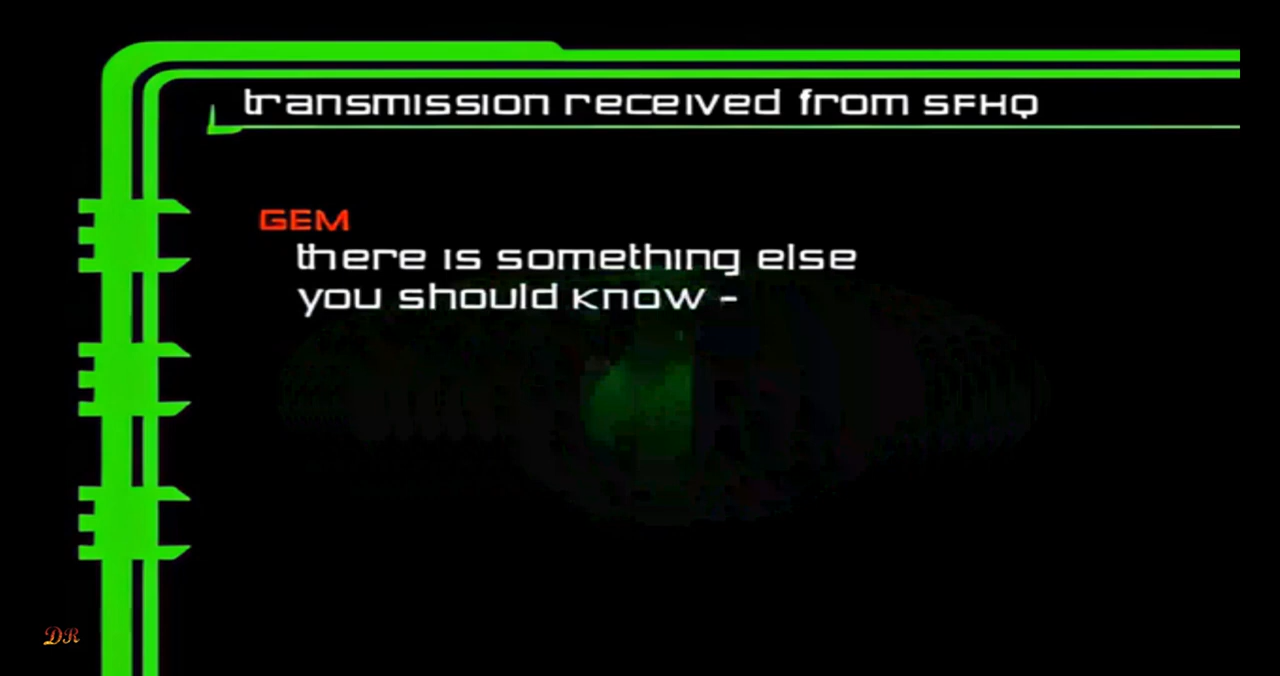 transmission received from SFHQ
GEM
there is something else
you should know -
DR